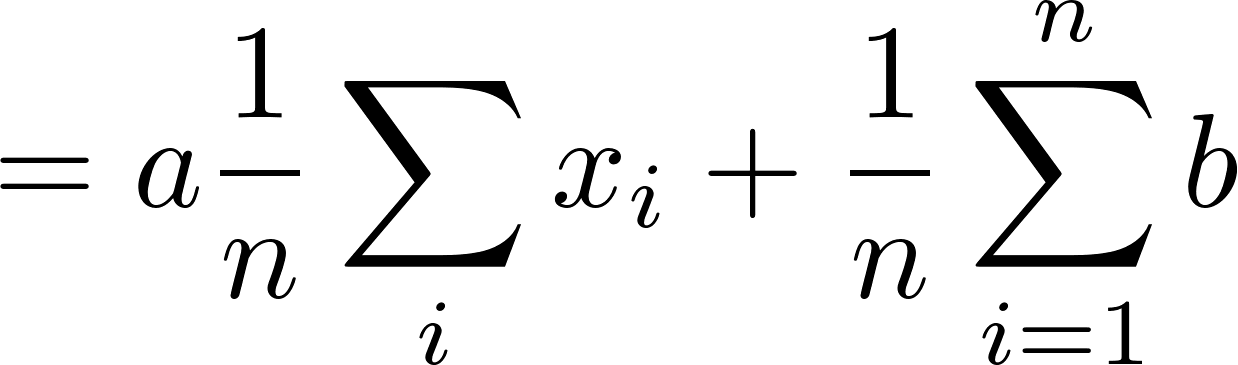 = a \frac{1}{n} \sum_{i} x_i + \frac{1}{n} \sum_{i=1}^{n} b